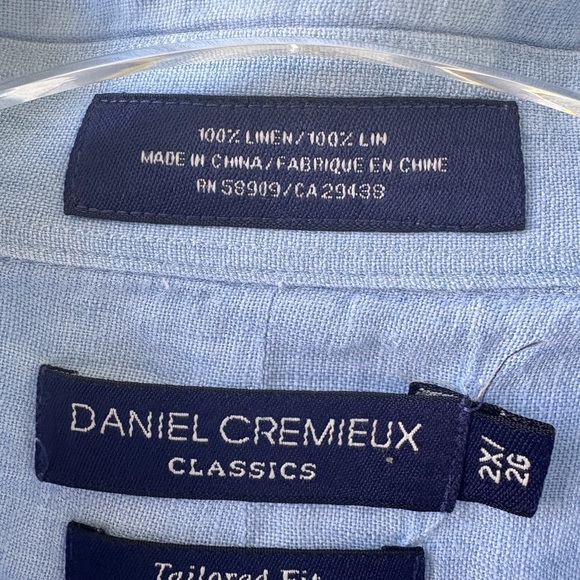 100% LINEN/100% LIN
MADE IN CHINA/FABRIQUE EN CHINE
RN 58909/CA 29438
DANIEL CREMIEUX
CLASSICS
2X/
2G
Tailored Fit